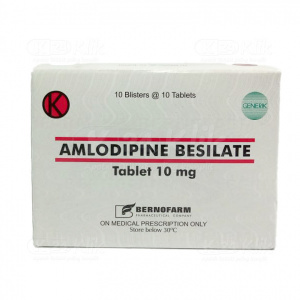 10 Blisters @ 10 Tablets
K
GENERIK
AMLODIPINE BESILATE
Tablet 10 mg
BERNOFARM
PHARMACEUTICAL COMPANY
ON MEDICAL PRESCRIPTION ONLY
Store below 30°C